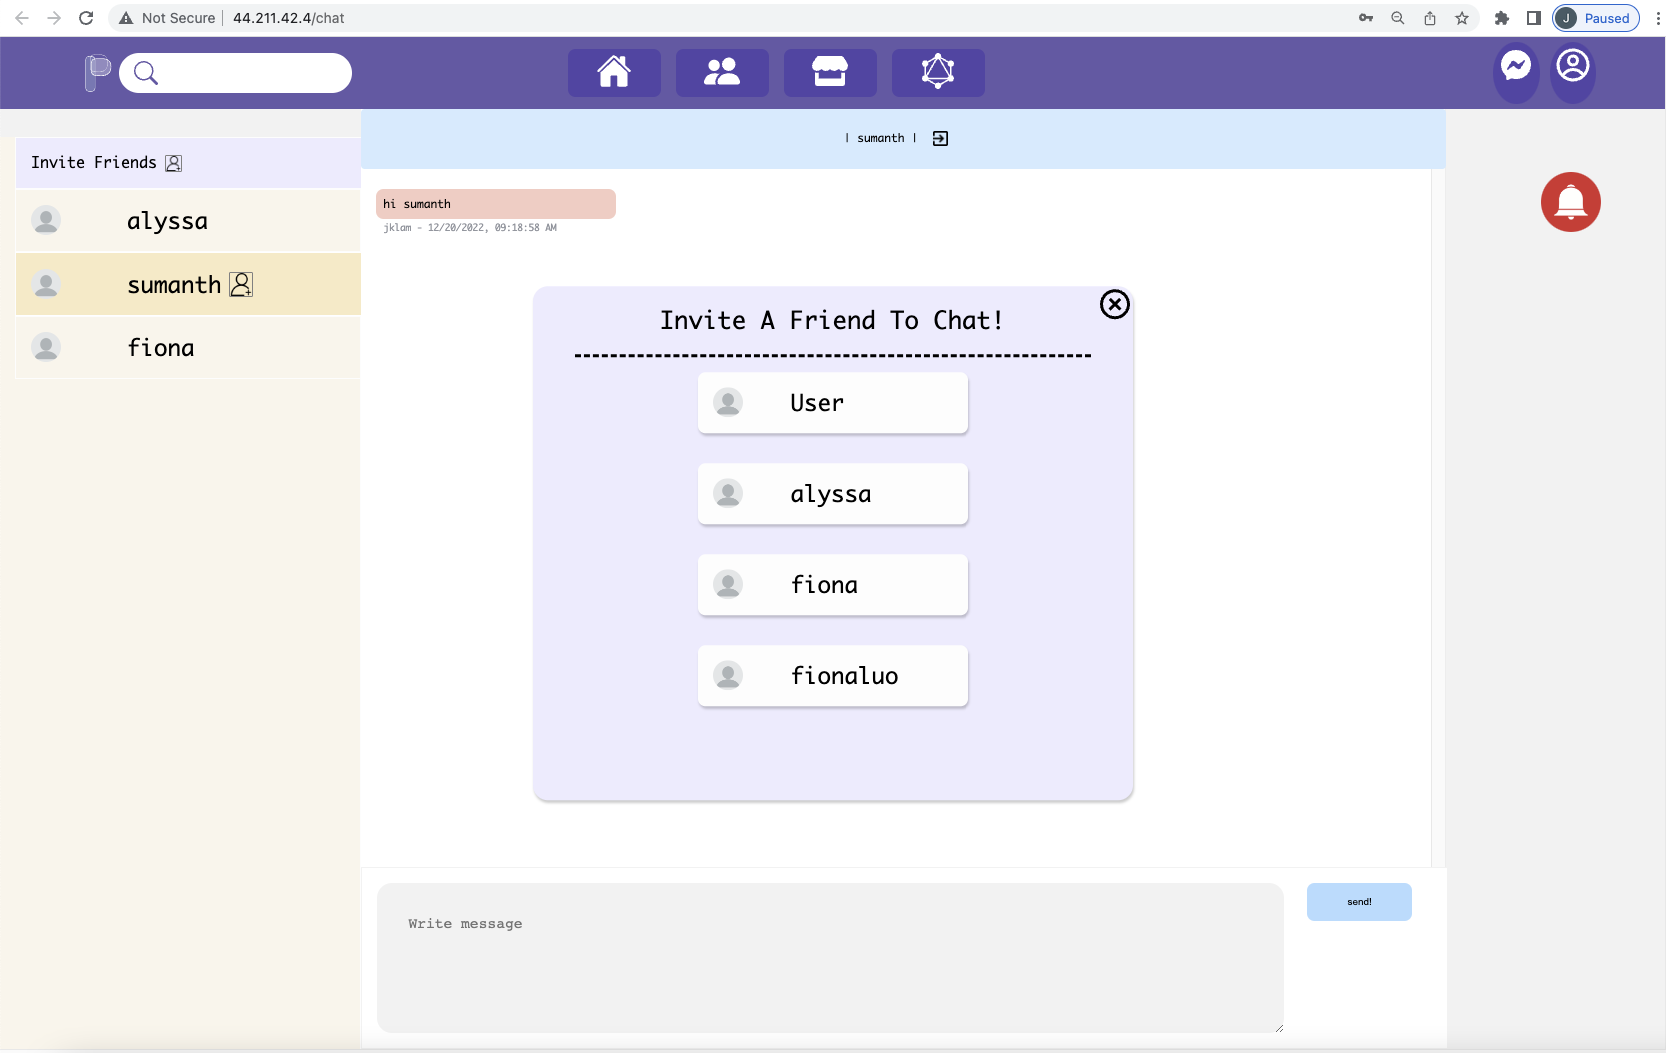 Not Secure | 44.211.42.4/chat
J Paused
Invite Friends
alyssa
sumanth
fiona
| sumanth |
hi sumanth
jklam - 12/20/2022, 09:18:58 AM
Invite A Friend To Chat!
User
alyssa
fiona
fionaluo
Write message
send!